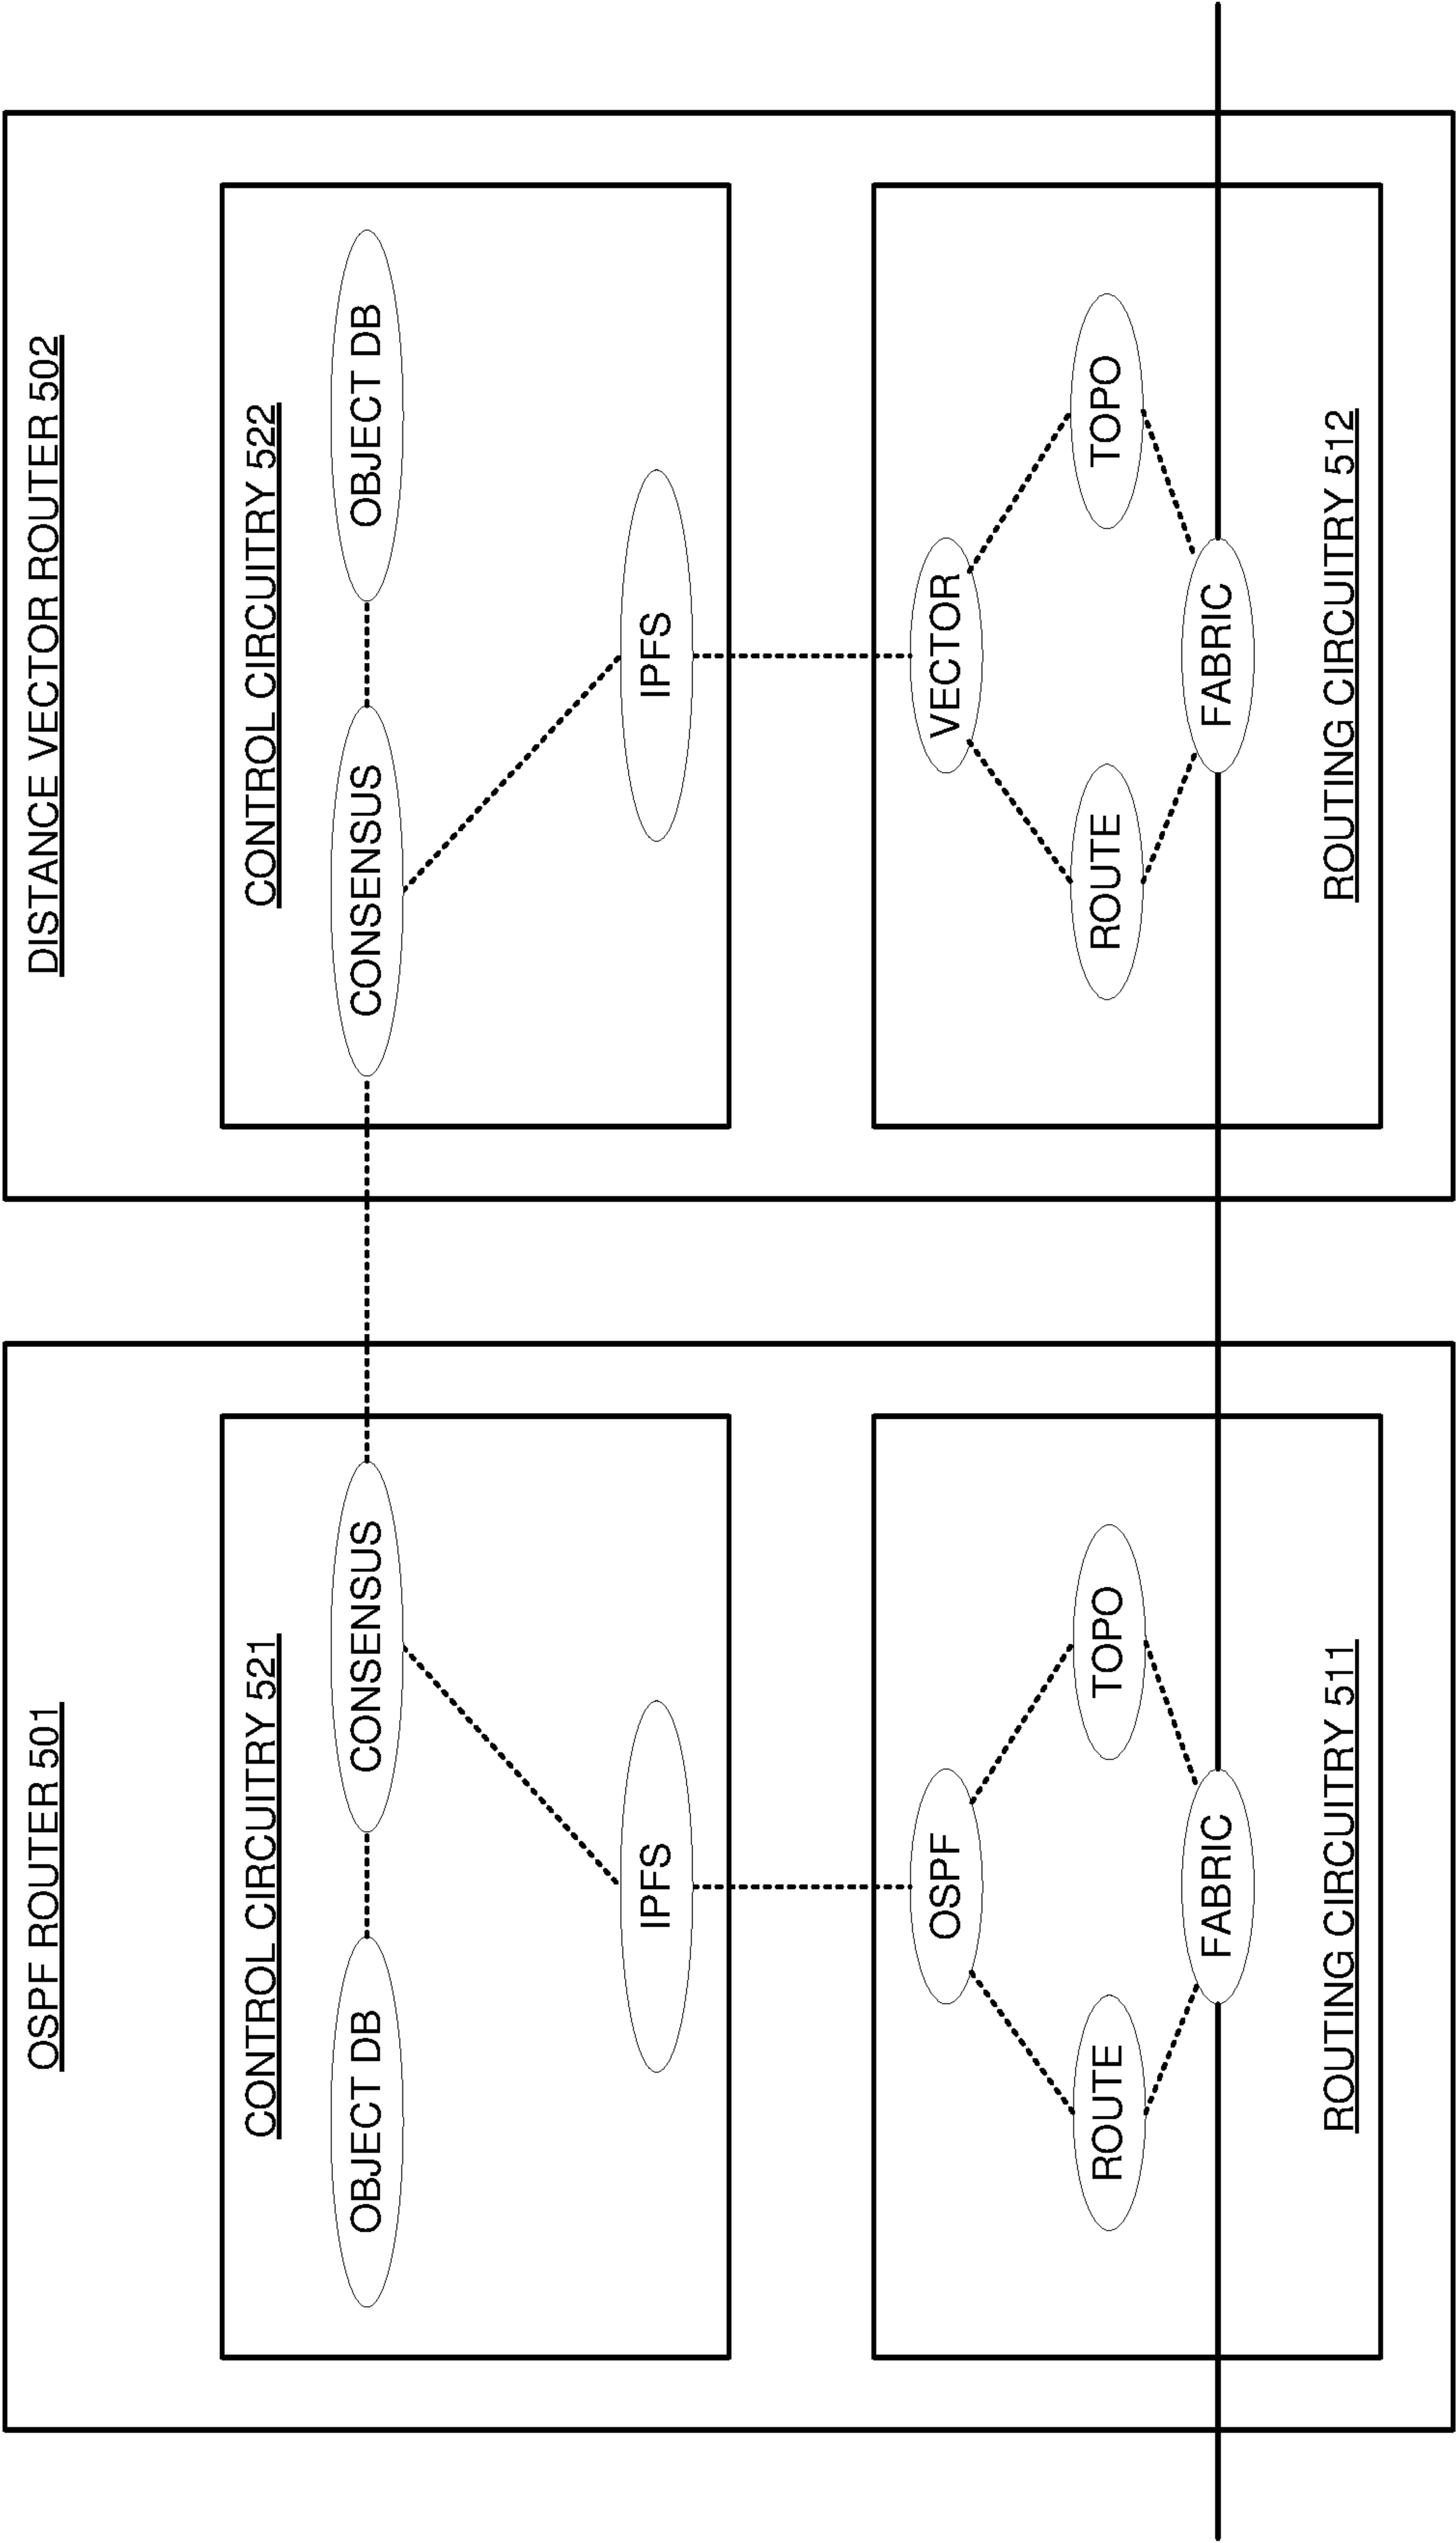 OSPF ROUTER 501
CONTROL CIRCUITRY 521
OBJECT DB
CONSENSUS
IPFS
OSPF
ROUTE
TOPO
FABRIC
ROUTING CIRCUITRY 511
DISTANCE VECTOR ROUTER 502
CONTROL CIRCUITRY 522
CONSENSUS
OBJECT DB
IPFS
VECTOR
ROUTE
TOPO
FABRIC
ROUTING CIRCUITRY 512